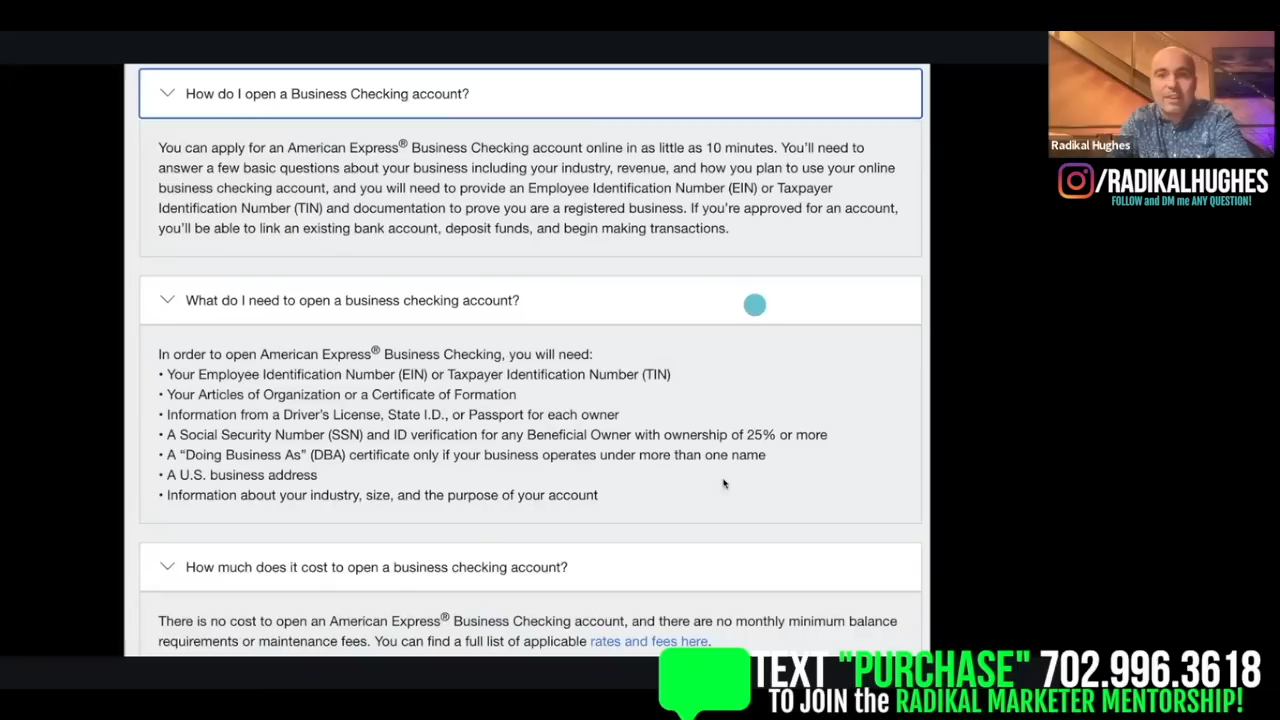 How do I open a Business Checking account?
You can apply for an American Express® Business Checking account online in as little as 10 minutes. You'll need to
answer a few basic questions about your business including your industry, revenue, and how you plan to use your online
business checking account, and you will need to provide an Employee Identification Number (EIN) or Taxpayer
Identification Number (TIN) and documentation to prove you are a registered business. If you're approved for an account,
you'll be able to link an existing bank account, deposit funds, and begin making transactions.
What do I need to open a business checking account?
In order to open American Express® Business Checking, you will need:
• Your Employee Identification Number (EIN) or Taxpayer Identification Number (TIN)
• Your Articles of Organization or a Certificate of Formation
• Information from a Driver's License, State I.D., or Passport for each owner
• A Social Security Number (SSN) and ID verification for any Beneficial Owner with ownership of 25% or more
• A “Doing Business As” (DBA) certificate only if your business operates under more than one name
• A U.S. business address
• Information about your industry, size, and the purpose of your account
How much does it cost to open a business checking account?
There is no cost to open an American Express® Business Checking account, and there are no monthly minimum balance
requirements or maintenance fees. You can find a full list of applicable rates and fees here.
Radikal Hughes
/RADIKALHUGHES
FOLLOW and DM me ANY QUESTION!
TEXT "PURCHASE" 702.996.3618
TO JOIN the RADIKAL MARKETER MENTORSHIP!